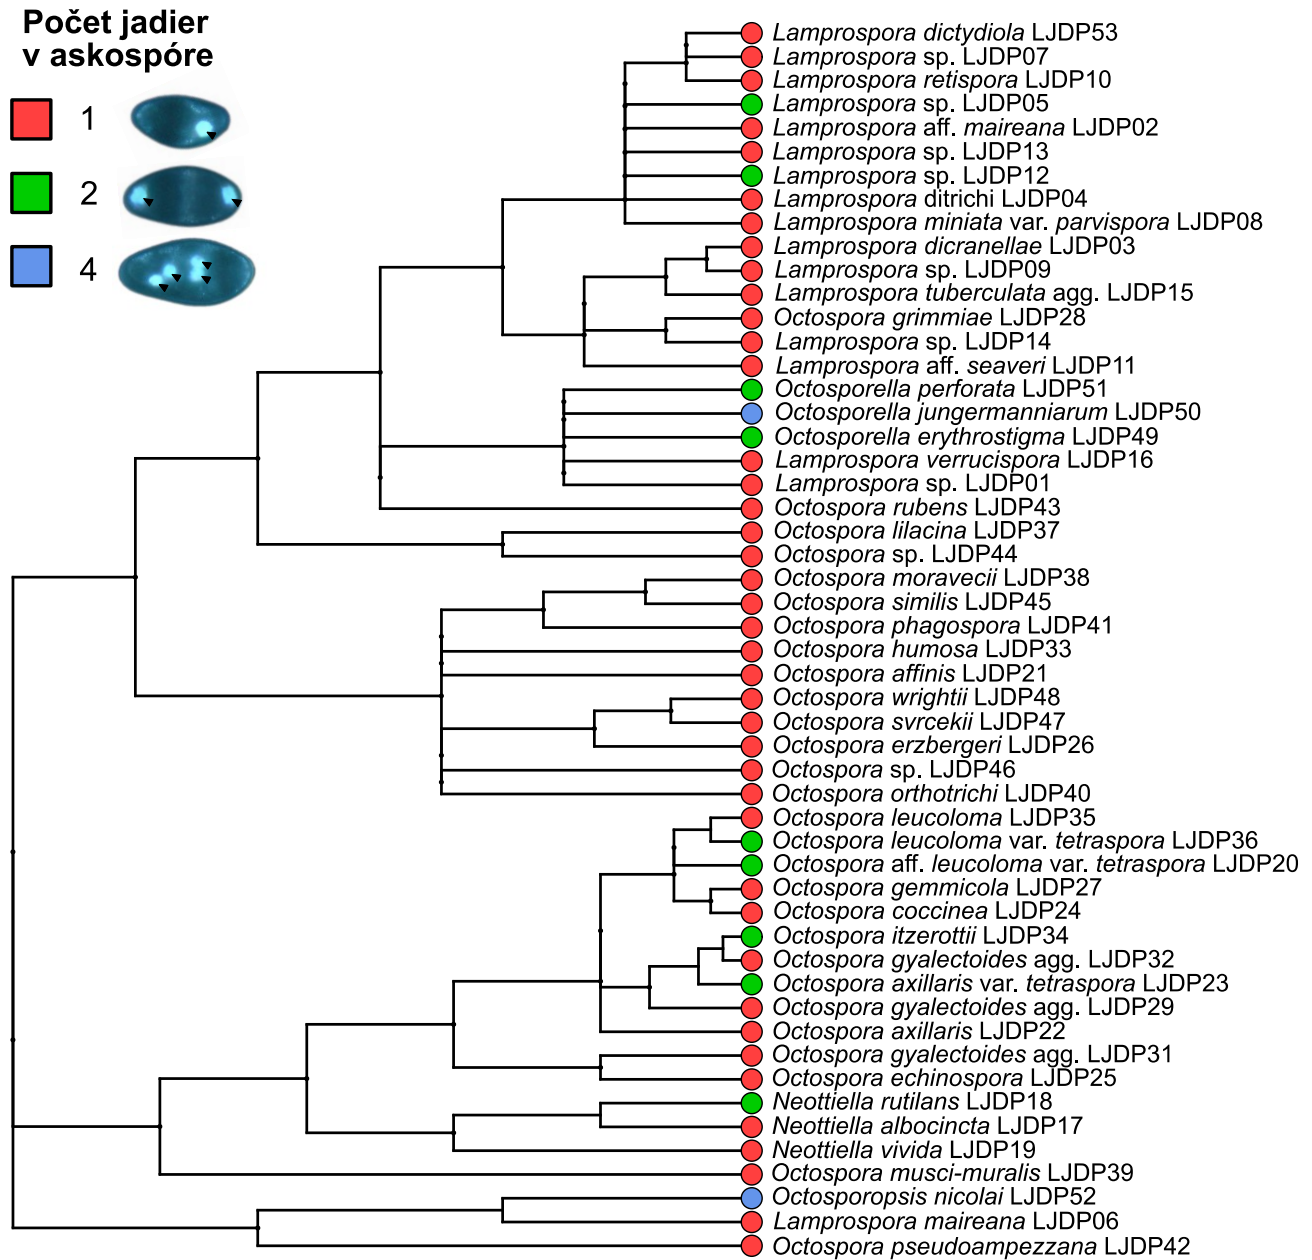 Počet jadier
v askospóre
1
2
4
Lamprospora dictydiola LJDP53
Lamprospora sp. LJDP07
Lamprospora retispora LJDP10
Lamprospora sp. LJDP05
Lamprospora aff. maireana LJDP02
Lamprospora sp. LJDP13
Lamprospora sp. LJDP12
Lamprospora ditrichi LJDP04
Lamprospora miniata var. parvispora LJDP08
Lamprospora dicranellae LJDP03
Lamprospora sp. LJDP09
Lamprospora tuberculata agg. LJDP15
Octospora grimmiae LJDP28
Lamprospora sp. LJDP14
Lamprospora aff. seaveri LJDP11
Octosporella perforata LJDP51
Octosporella jungermanniarum LJDP50
Octosporella erythrostigma LJDP49
Lamprospora verrucispora LJDP16
Lamprospora sp. LJDP01
Octospora rubens LJDP43
Octospora lilacina LJDP37
Octospora sp. LJDP44
Octospora moravecii LJDP38
Octospora similis LJDP45
Octospora phagospora LJDP41
Octospora humosa LJDP33
Octospora affinis LJDP21
Octospora wrightii LJDP48
Octospora svrcekii LJDP47
Octospora erzbergeri LJDP26
Octospora sp. LJDP46
Octospora orthotrichi LJDP40
Octospora leucoloma LJDP35
Octospora leucoloma var. tetraspora LJDP36
Octospora aff. leucoloma var. tetraspora LJDP20
Octospora gemmicola LJDP27
Octospora coccinea LJDP24
Octospora itzerottii LJDP34
Octospora gyalectoides agg. LJDP32
Octospora axillaris var. tetraspora LJDP23
Octospora gyalectoides agg. LJDP29
Octospora axillaris LJDP22
Octospora gyalectoides agg. LJDP31
Octospora echinospora LJDP25
Neottiella rutilans LJDP18
Neottiella albocincta LJDP17
Neottiella vivida LJDP19
Octospora musci-muralis LJDP39
Octosporopsis nicolai LJDP52
Lamprospora maireana LJDP06
Octospora pseudoampezzana LJDP42